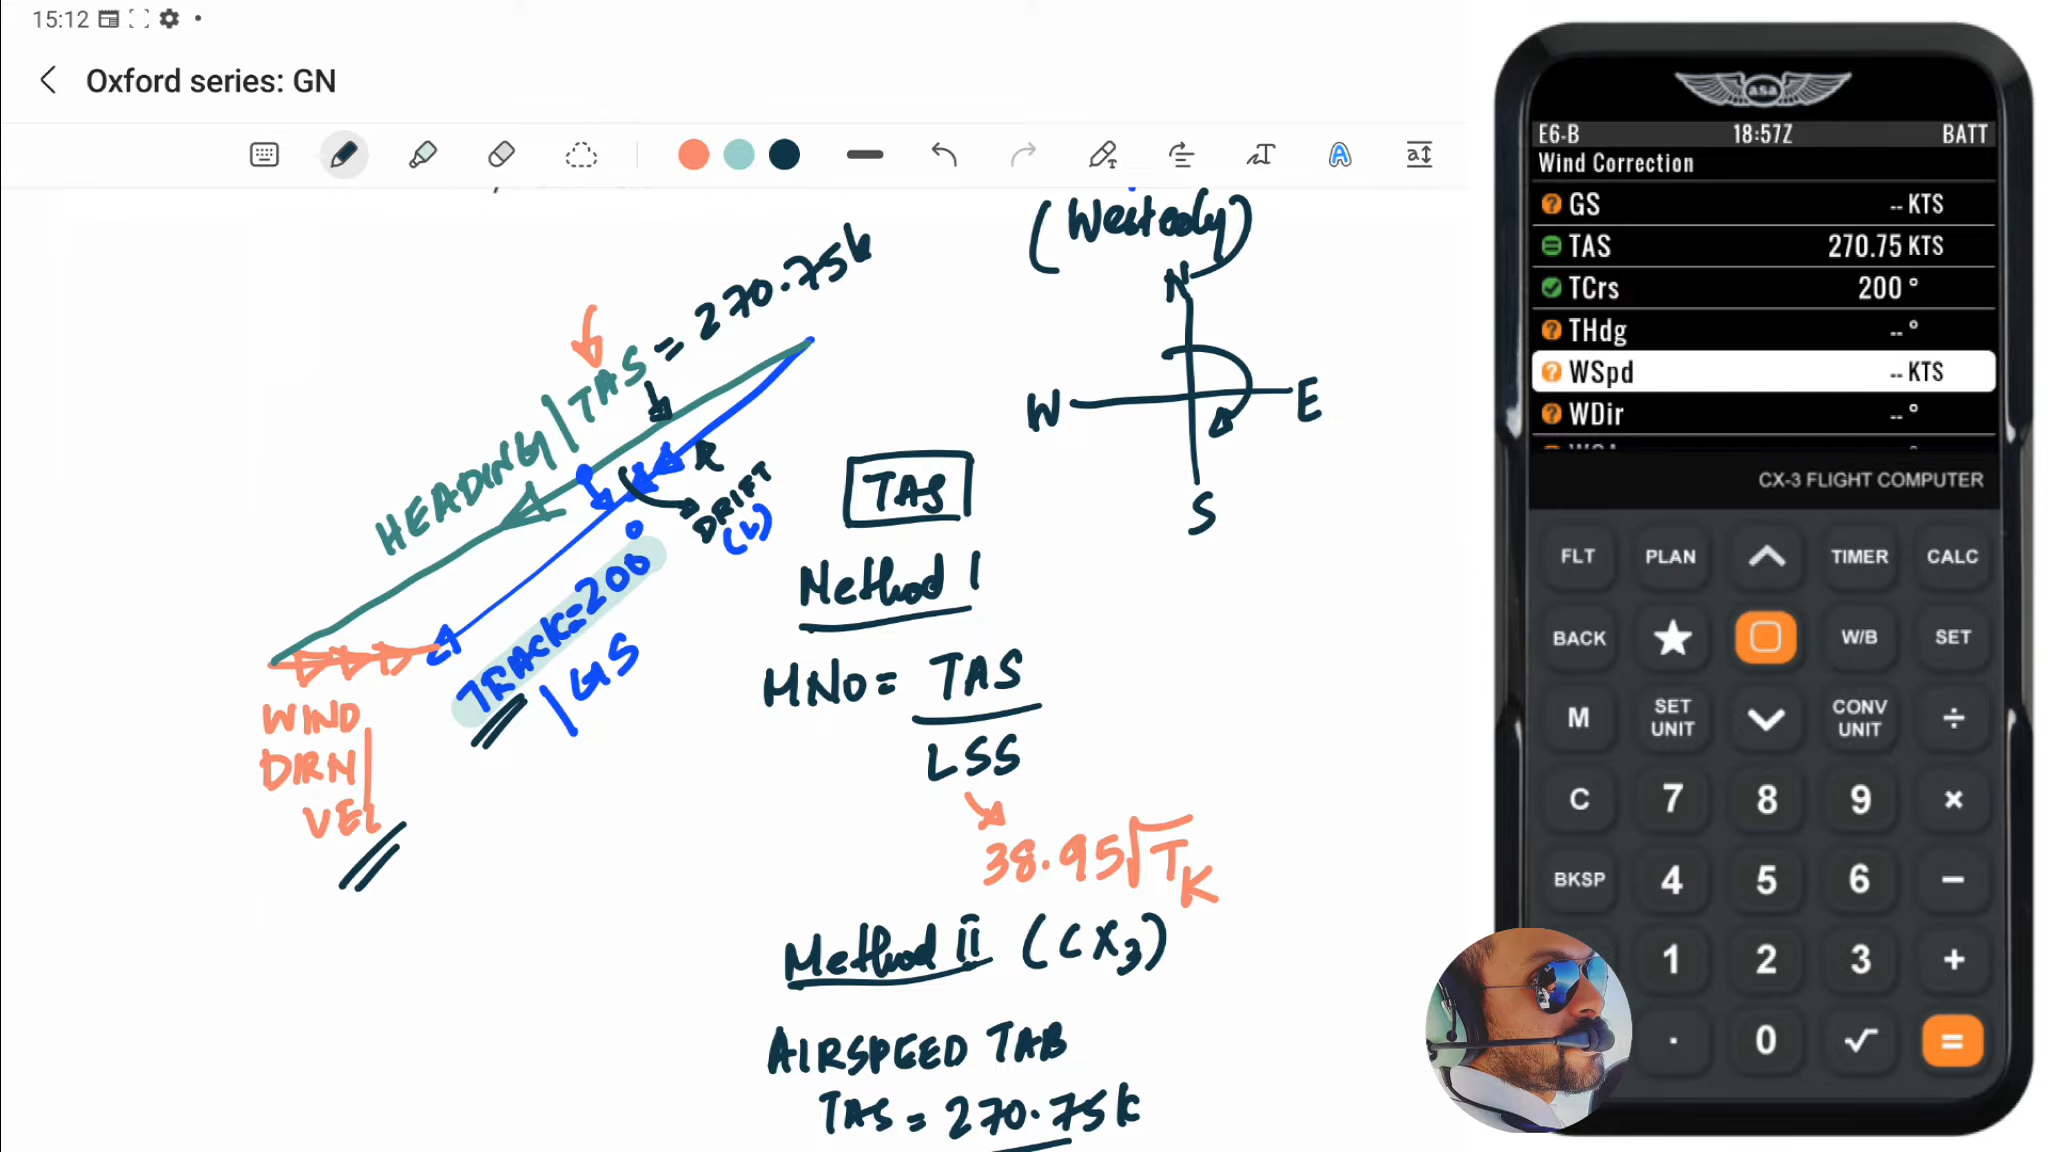 15:12
Oxford series: GN
(Westerly)
N
W
E
S
HEADING/TAS = 270.75k
R
DRIFT
(L)
TRACK=200
/GS
WIND
DIRN/
VEL
TAS
Method I
MNO = TAS
LSS
38.95√TK
Method ii (CX3)
AIRSPEED TAB
TAS = 270.75k
asa
E6-B 18:57Z BATT
Wind Correction
GS -- KTS
TAS 270.75 KTS
TCrs 200 °
THdg -- °
WSpd -- KTS
WDir -- °
CX-3 FLIGHT COMPUTER
FLT PLAN TIMER CALC
BACK W/B SET
M SET UNIT CONV UNIT ÷
C 7 8 9 ×
BKSP 4 5 6 −
1 2 3 +
. 0 √ =